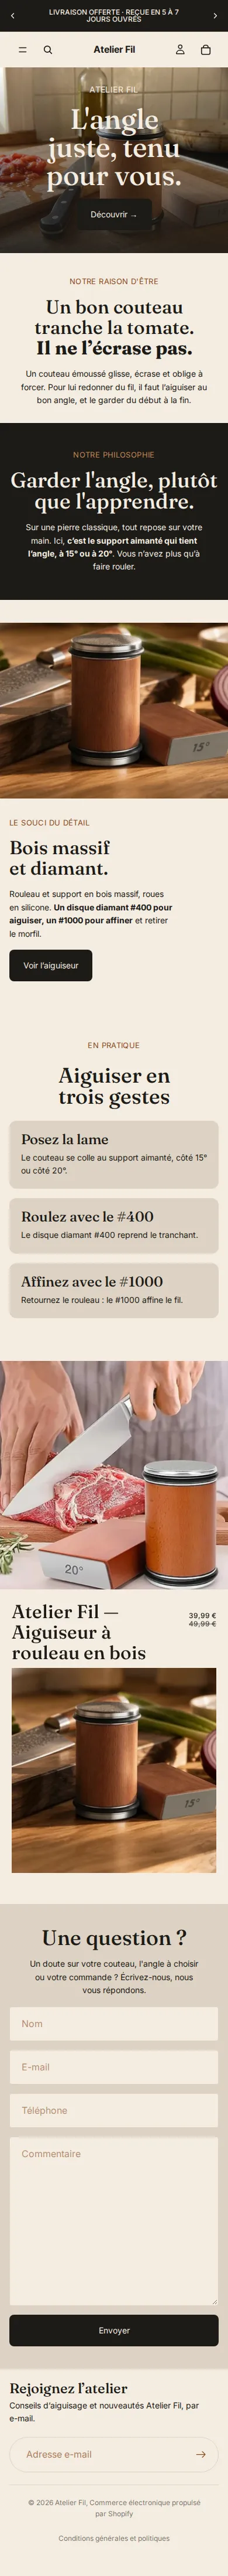 LIVRAISON OFFERTE · REÇUE EN 5 À 7
JOURS OUVRÉS
Atelier Fil
ATELIER FIL
L'angle
juste, tenu
pour vous.
Découvrir →
NOTRE RAISON D'ÊTRE
Un bon couteau
tranche la tomate.
Il ne l’écrase pas.
Un couteau émoussé glisse, écrase et oblige à
forcer. Pour lui redonner du fil, il faut l’aiguiser au
bon angle, et le garder du début à la fin.
NOTRE PHILOSOPHIE
Garder l'angle, plutôt
que l'apprendre.
Sur une pierre classique, tout repose sur votre
main. Ici, c’est le support aimanté qui tient
l’angle, à 15° ou à 20°. Vous n’avez plus qu’à
faire rouler.
15°
LE SOUCI DU DÉTAIL
Bois massif
et diamant.
Rouleau et support en bois massif, roues
en silicone. Un disque diamant #400 pour
aiguiser, un #1000 pour affiner et retirer
le morfil.
Voir l’aiguiseur
EN PRATIQUE
Aiguiser en
trois gestes
Posez la lame
Le couteau se colle au support aimanté, côté 15°
ou côté 20°.
Roulez avec le #400
Le disque diamant #400 reprend le tranchant.
Affinez avec le #1000
Retournez le rouleau : le #1000 affine le fil.
20°
Atelier Fil —
Aiguiseur à
rouleau en bois
39,99 €
49,99 €
15°
Une question ?
Un doute sur votre couteau, l'angle à choisir
ou votre commande ? Écrivez-nous, nous
vous répondons.
Nom
E-mail
Téléphone
Commentaire
Envoyer
Rejoignez l’atelier
Conseils d’aiguisage et nouveautés Atelier Fil, par
e-mail.
Adresse e-mail
© 2026 Atelier Fil, Commerce électronique propulsé
par Shopify
Conditions générales et politiques